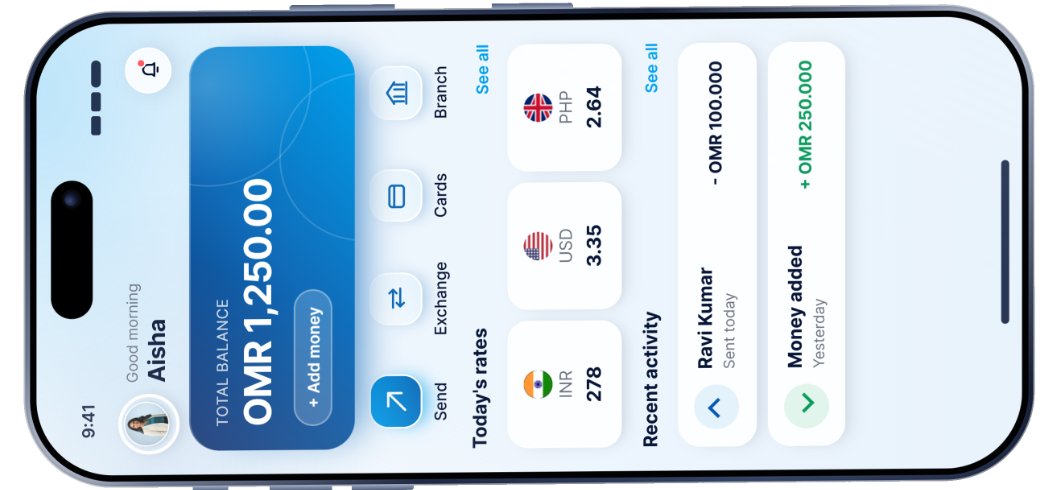 9:41
Good morning
Aisha
TOTAL BALANCE
OMR 1,250.00
+ Add money
Send
Exchange
Cards
Branch
Today's rates
See all
INR
278
USD
3.35
PHP
2.64
Recent activity
See all
Ravi Kumar
- OMR 100.000
Sent today
Money added
+ OMR 250.000
Yesterday